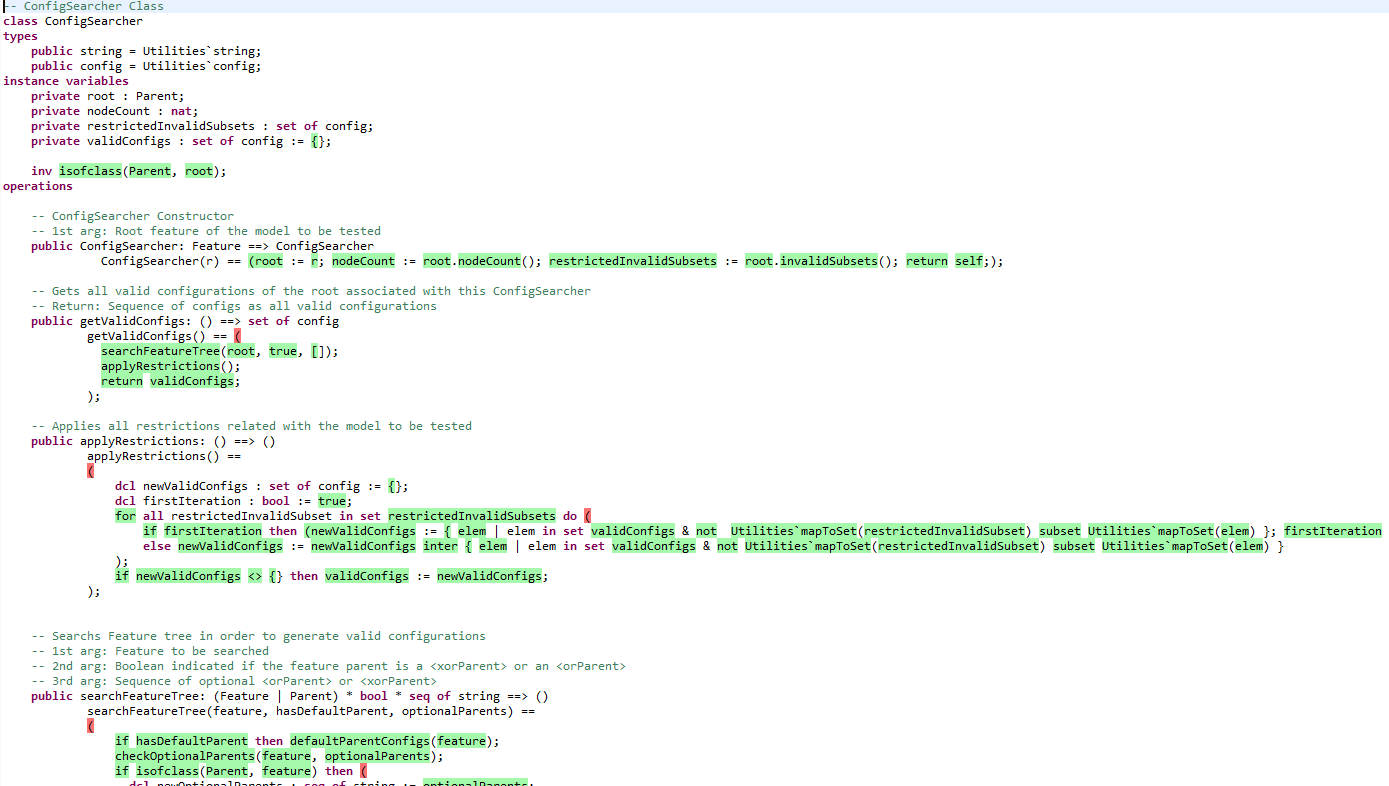 -- ConfigSearcher Class
class ConfigSearcher
types
    public string = Utilities`string;
    public config = Utilities`config;
instance variables
    private root : Parent;
    private nodeCount : nat;
    private restrictedInvalidSubsets : set of config;
    private validConfigs : set of config := {};
    inv isofclass(Parent, root);
operations
    -- ConfigSearcher Constructor
    -- 1st arg: Root feature of the model to be tested
    public ConfigSearcher: Feature ==> ConfigSearcher
              ConfigSearcher(r) == (root := r; nodeCount := root.nodeCount(); restrictedInvalidSubsets := root.invalidSubsets(); return self;);
    -- Gets all valid configurations of the root associated with this ConfigSearcher
    -- Return: Sequence of configs as all valid configurations
    public getValidConfigs: () ==> set of config
            getValidConfigs() == (
              searchFeatureTree(root, true, []);
              applyRestrictions();
              return validConfigs;
            );
    -- Applies all restrictions related with the model to be tested
    public applyRestrictions: () ==> ()
            applyRestrictions() ==
            (
                dcl newValidConfigs : set of config := {};
                dcl firstIteration : bool := true;
                for all restrictedInvalidSubset in set restrictedInvalidSubsets do (
                    if firstIteration then (newValidConfigs := { elem | elem in set validConfigs & not  Utilities`mapToSet(restrictedInvalidSubset) subset Utilities`mapToSet(elem) }; firstIteration
                    else newValidConfigs := newValidConfigs inter { elem | elem in set validConfigs & not Utilities`mapToSet(restrictedInvalidSubset) subset Utilities`mapToSet(elem) }
                );
                if newValidConfigs <> {} then validConfigs := newValidConfigs;
            );
    -- Searchs Feature tree in order to generate valid configurations
    -- 1st arg: Feature to be searched
    -- 2nd arg: Boolean indicated if the feature parent is a <xorParent> or an <orParent>
    -- 3rd arg: Sequence of optional <orParent> or <xorParent>
    public searchFeatureTree: (Feature | Parent) * bool * seq of string ==> ()
            searchFeatureTree(feature, hasDefaultParent, optionalParents) ==
            (
                if hasDefaultParent then defaultParentConfigs(feature);
                checkOptionalParents(feature, optionalParents);
                if isofclass(Parent, feature) then (
                  dcl newOptionalParents : seq of string := optionalParents;